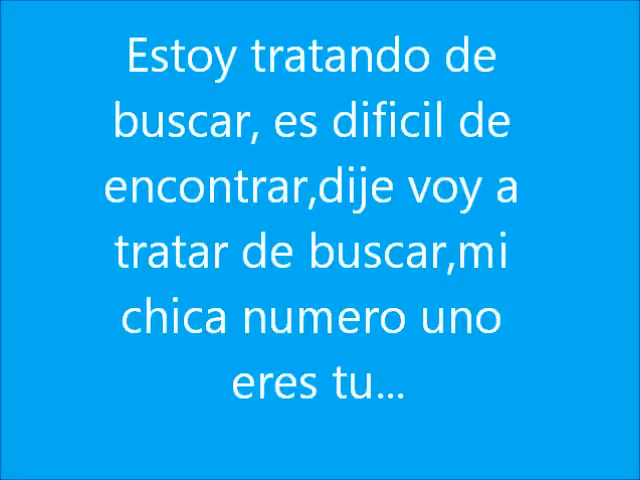 Estoy tratando de
buscar, es dificil de
encontrar,dije voy a
tratar de buscar,mi
chica numero uno
eres tu...